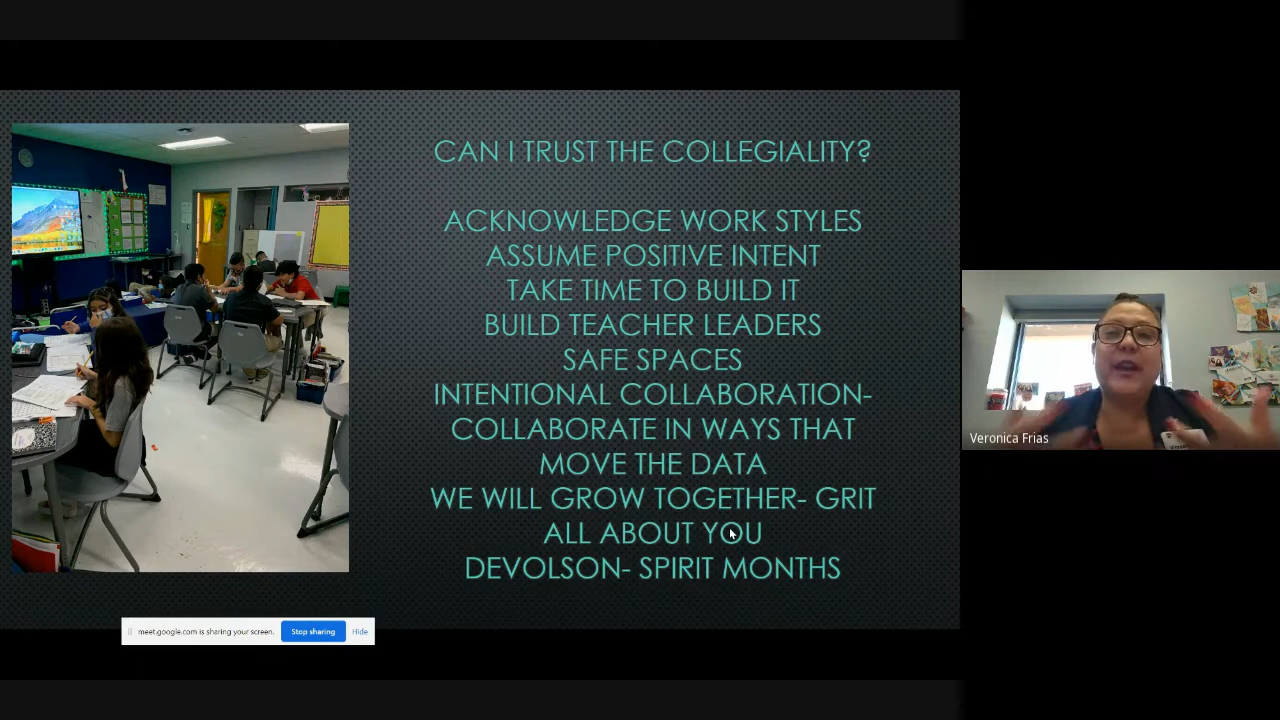 CAN I TRUST THE COLLEGIALITY?
ACKNOWLEDGE WORK STYLES
ASSUME POSITIVE INTENT
TAKE TIME TO BUILD IT
BUILD TEACHER LEADERS
SAFE SPACES
INTENTIONAL COLLABORATION-
COLLABORATE IN WAYS THAT
MOVE THE DATA
WE WILL GROW TOGETHER- GRIT
ALL ABOUT YOU
DEVOLSON- SPIRIT MONTHS
Veronica Frias
meet.google.com is sharing your screen.
Stop sharing
Hide